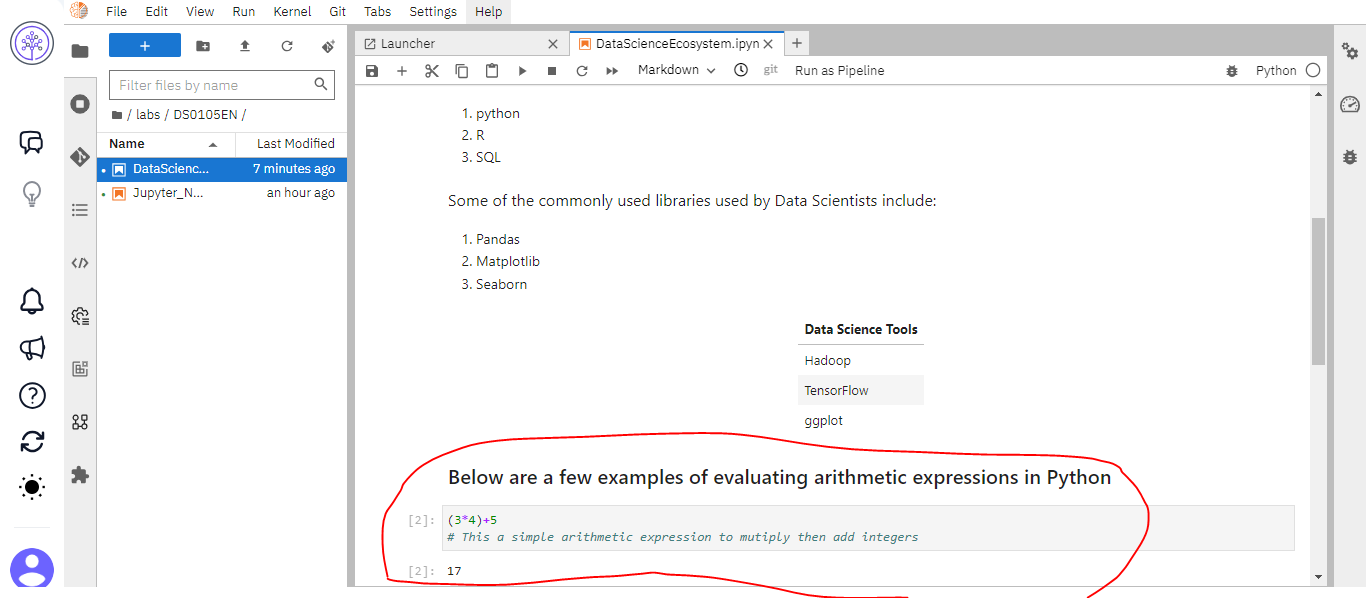 File Edit View Run Kernel Git Tabs Settings Help
+
Filter files by name
/ labs / DS0105EN /
Name Last Modified
DataScienc... 7 minutes ago
Jupyter_N... an hour ago
Launcher
DataScienceEcosystem.ipyn
Markdown git Run as Pipeline Python
1. python
2. R
3. SQL
Some of the commonly used libraries used by Data Scientists include:
1. Pandas
2. Matplotlib
3. Seaborn
Data Science Tools
Hadoop
TensorFlow
ggplot
Below are a few examples of evaluating arithmetic expressions in Python
[2]: (3*4)+5
# This a simple arithmetic expression to mutiply then add integers
[2]: 17